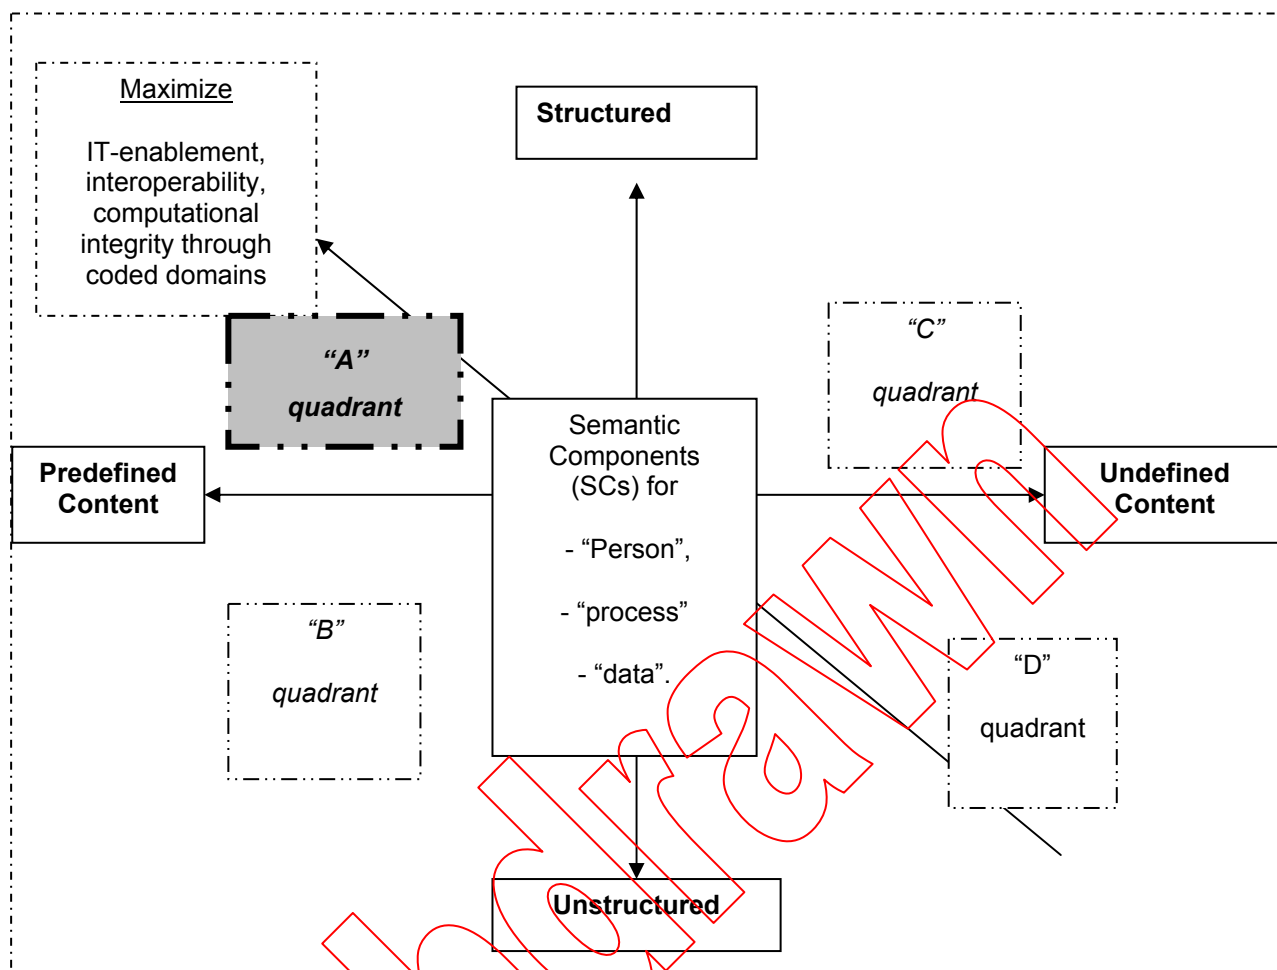 Maximize
IT-enablement,
interoperability,
computational
integrity through
coded domains
Structured
“A”
quadrant
“C”
quadrant
Semantic
Components
(SCs) for
- “Person”,
- “process”
- “data”.
Predefined
Content
Undefined
Content
“B”
quadrant
“D”
quadrant
Unstructured